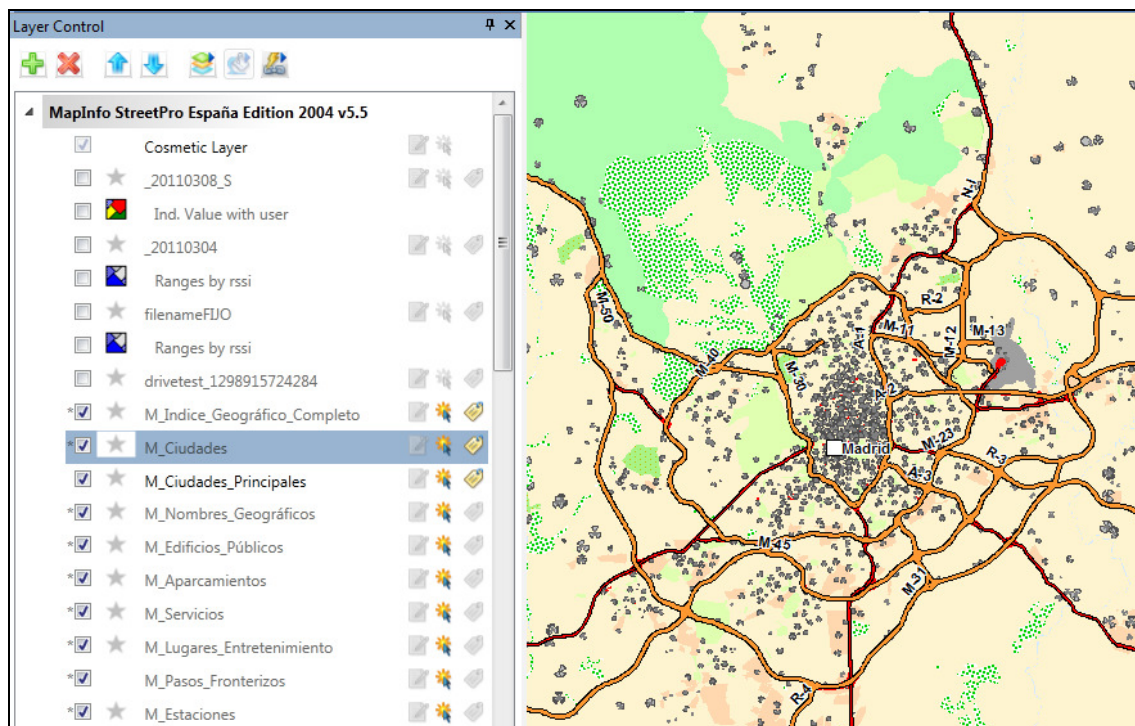 Layer Control
MapInfo StreetPro España Edition 2004 v5.5
Cosmetic Layer
_20110308_S
Ind. Value with user
_20110304
Ranges by rssi
filenameFIJO
Ranges by rssi
drivetest_1298915724284
M_Indice_Geográfico_Completo
M_Ciudades
M_Ciudades_Principales
M_Nombres_Geográficos
M_Edificios_Públicos
M_Aparcamientos
M_Servicios
M_Lugares_Entretenimiento
M_Pasos_Fronterizos
M_Estaciones
N-I
M-50
R-2
M-11
M-12
M-13
A-1
M-40
M-30
A-2
Madrid
M-23
R-3
A-3
M-45
M-31
R-4